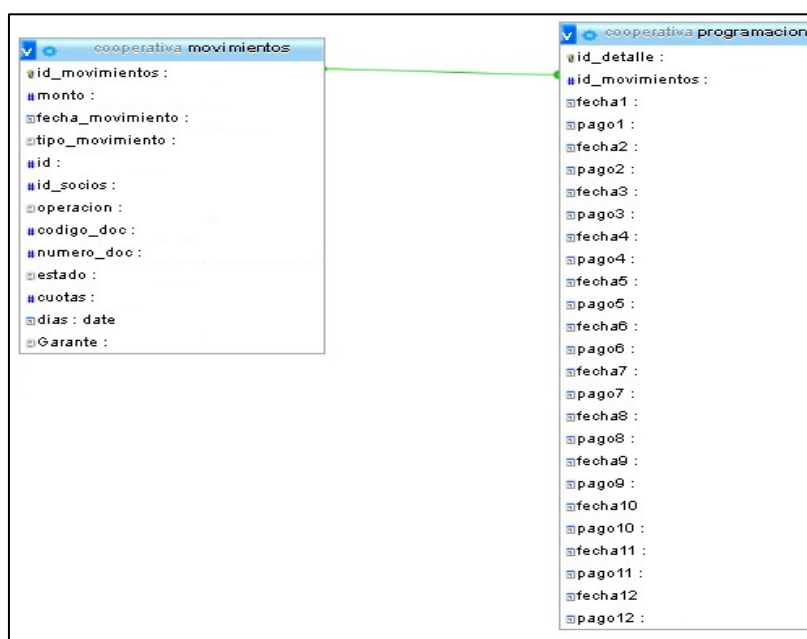 cooperativa movimientos
id_movimientos :
monto :
fecha_movimiento :
tipo_movimiento :
id :
id_socios :
operacion :
codigo_doc :
numero_doc :
estado :
cuotas :
dias : date
Garante :
cooperativa programacion
id_detalle :
id_movimientos :
fecha1 :
pago1 :
fecha2 :
pago2 :
fecha3 :
pago3 :
fecha4 :
pago4 :
fecha5 :
pago5 :
fecha6 :
pago6 :
fecha7 :
pago7 :
fecha8 :
pago8 :
fecha9 :
pago9 :
fecha10
pago10 :
fecha11 :
pago11 :
fecha12
pago12 :